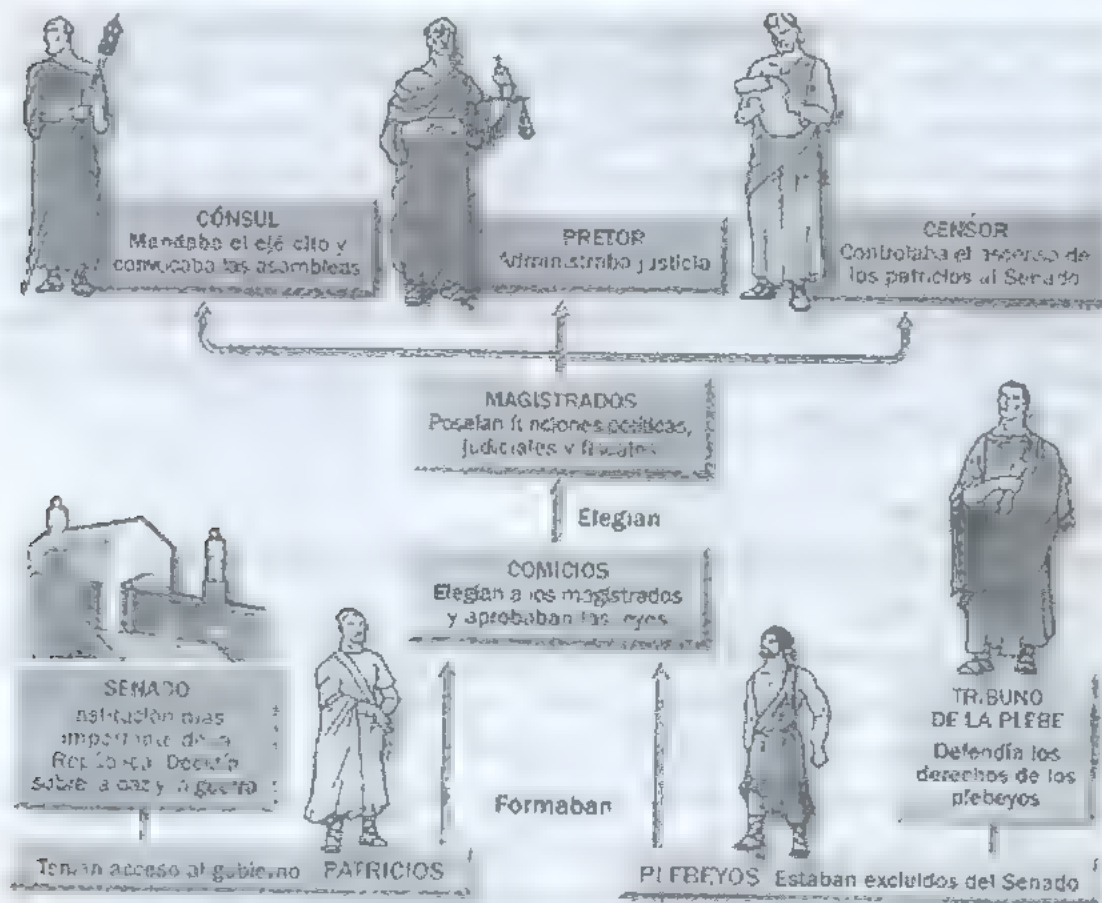 CÓNSUL
Mandaba el ejército y
convocaba las asambleas
PRETOR
Administraba justicia
CENSOR
Controlaba el ascenso de
los patricios al Senado
MAGISTRADOS
Poseían funciones políticas,
judiciales y fiscales
Elegían
COMICIOS
Elegían a los magistrados
y aprobaban las leyes
SENADO
Institución más
importante de la
República. Decidía
sobre la paz y la guerra
TRIBUNO
DE LA PLEBE
Defendía los
derechos de los
plebeyos
Formaban
Tenían acceso al gobierno PATRICIOS
PLEBEYOS Estaban excluidos del Senado